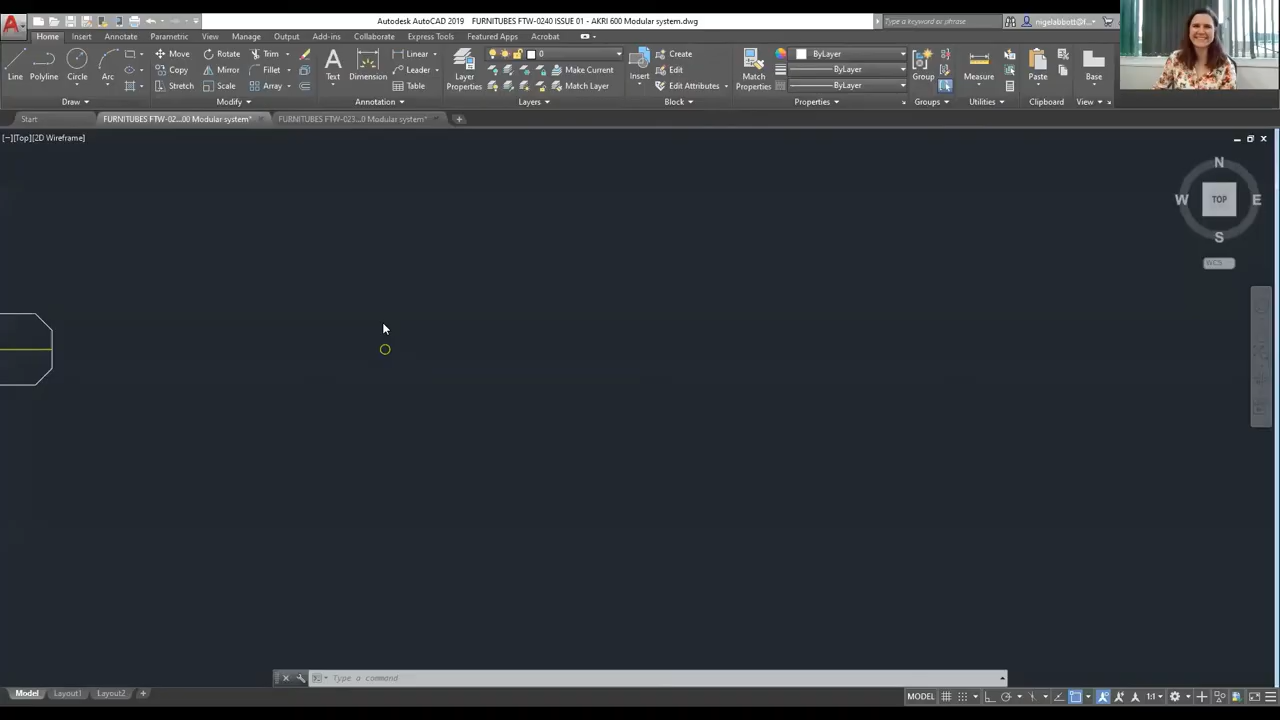 Autodesk AutoCAD 2019 FURNITUBES FTW-0240 ISSUE 01 - AKRI 600 Modular system.dwg
Type a keyword or phrase
nigelabbott@f...
Home Insert Annotate Parametric View Manage Output Add-ins Collaborate Express Tools Featured Apps Acrobat
Line Polyline Circle Arc
Move Rotate Trim
Copy Mirror Fillet
Stretch Scale Array
Text Dimension
Linear
Leader
Table
Layer Properties
0
Make Current
Match Layer
Insert
Create
Edit
Edit Attributes
Match Properties
ByLayer
ByLayer
ByLayer
Group Measure Paste Base
Draw Modify Annotation Layers Block Properties Groups Utilities Clipboard View
Start FURNITUBES FTW-02...00 Modular system* FURNITUBES FTW-023...0 Modular system* +
[−][Top][2D Wireframe]
N
W TOP E
S
WCS
Type a command
Model Layout1 Layout2 +
MODEL 1:1